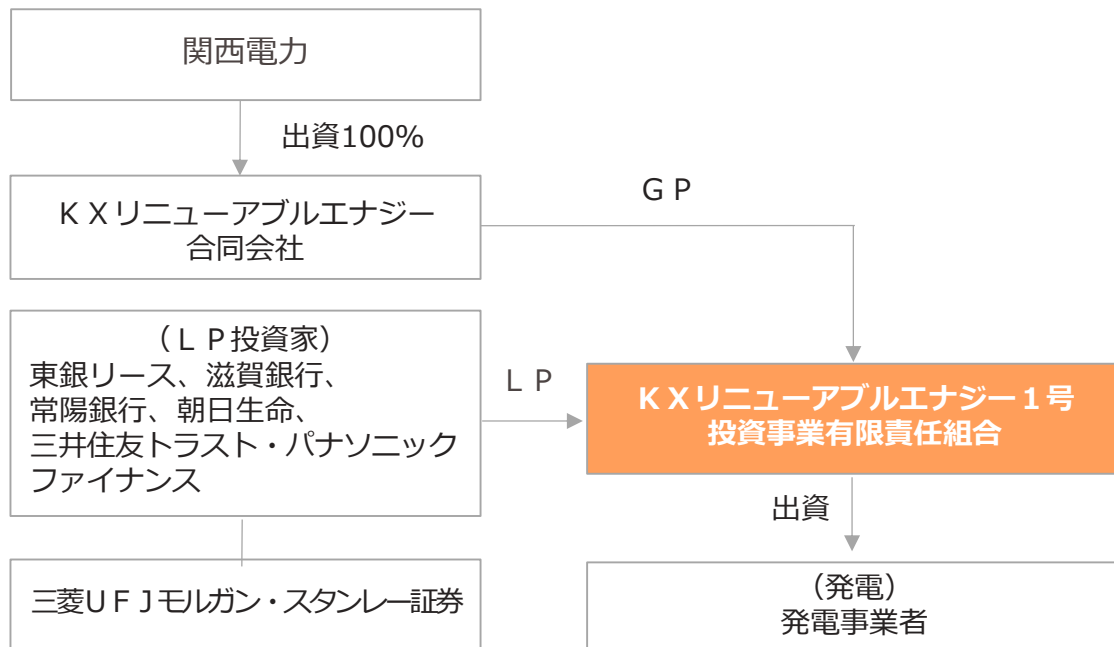 関西電力
出資100%
ＫＸリニューアブルエナジー
合同会社
ＧＰ
（ＬＰ投資家）
東銀リース、滋賀銀行、
常陽銀行、朝日生命、
三井住友トラスト・パナソニック
ファイナンス
ＬＰ
ＫＸリニューアブルエナジー１号
投資事業有限責任組合
出資
三菱ＵＦＪモルガン・スタンレー証券
（発電）
発電事業者